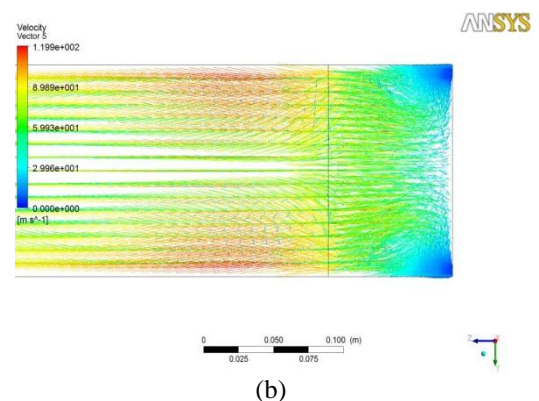 ANSYS
Velocity
Vector 5
1.199e+002
8.989e+001
5.993e+001
2.996e+001
0.000e+000
[m s^-1]
0 0.050 0.100 (m)
0.025 0.075
Z
Y
(b)